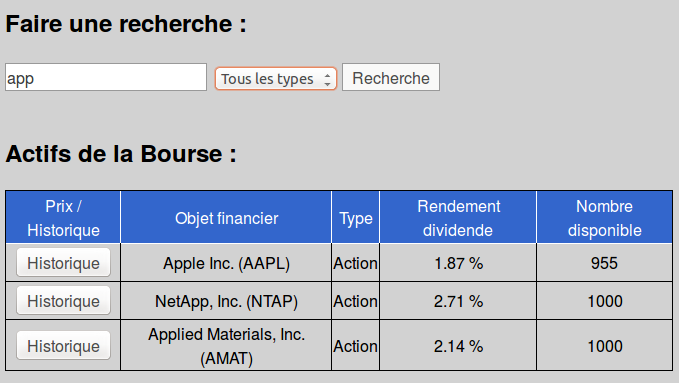 Faire une recherche :
app Tous les types Recherche
Actifs de la Bourse :
Prix / Historique Objet financier Type Rendement dividende Nombre disponible
Historique Apple Inc. (AAPL) Action 1.87 % 955
Historique NetApp, Inc. (NTAP) Action 2.71 % 1000
Historique Applied Materials, Inc. (AMAT) Action 2.14 % 1000